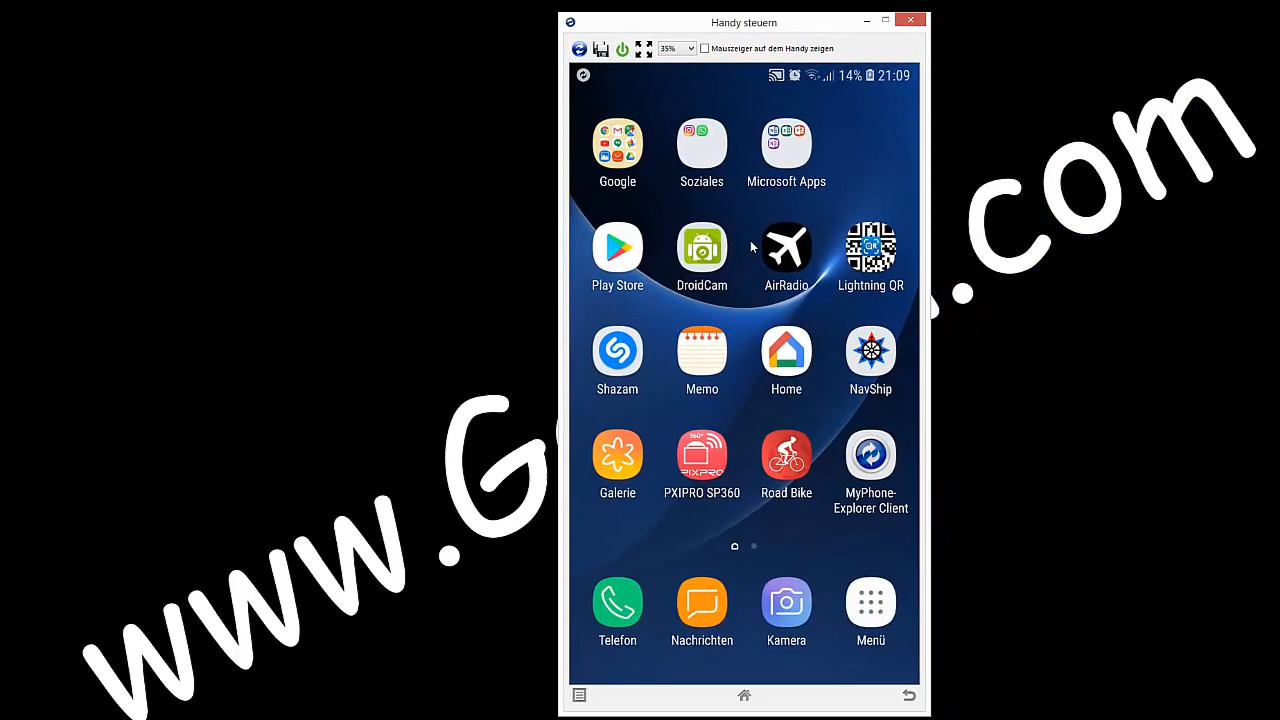 Handy steuern
35% Mauszeiger auf dem Handy zeigen
14% 21:09
Google Soziales Microsoft Apps
Play Store DroidCam AirRadio Lightning QR
Shazam Memo Home NavShip
360°
PIXPRO
Galerie PXIPRO SP360 Road Bike MyPhone-
Explorer Client
Telefon Nachrichten Kamera Menü
www.G
.com